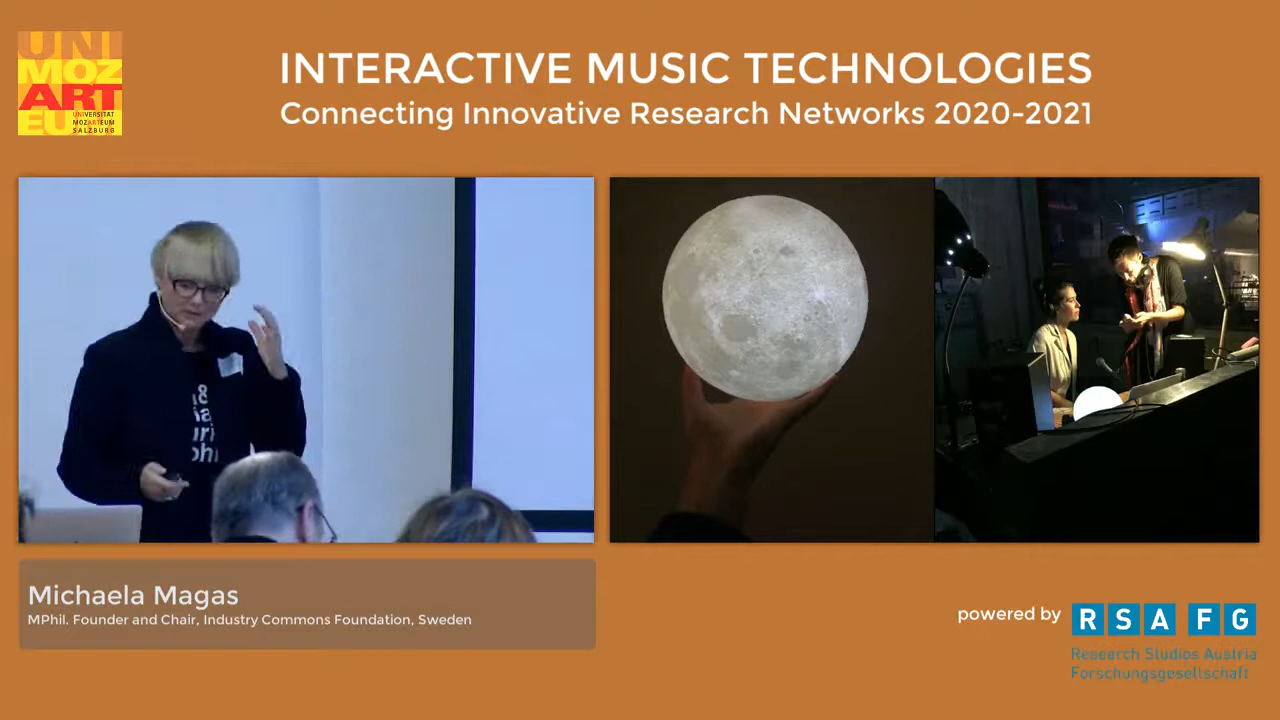 UNI
MOZ
ART
EU
UNIVERSITÄT
MOZARTEUM
SALZBURG
INTERACTIVE MUSIC TECHNOLOGIES
Connecting Innovative Research Networks 2020-2021
Michaela Magas
MPhil. Founder and Chair, Industry Commons Foundation, Sweden
powered by
RSA FG
Research Studios Austria
Forschungsgesellschaft